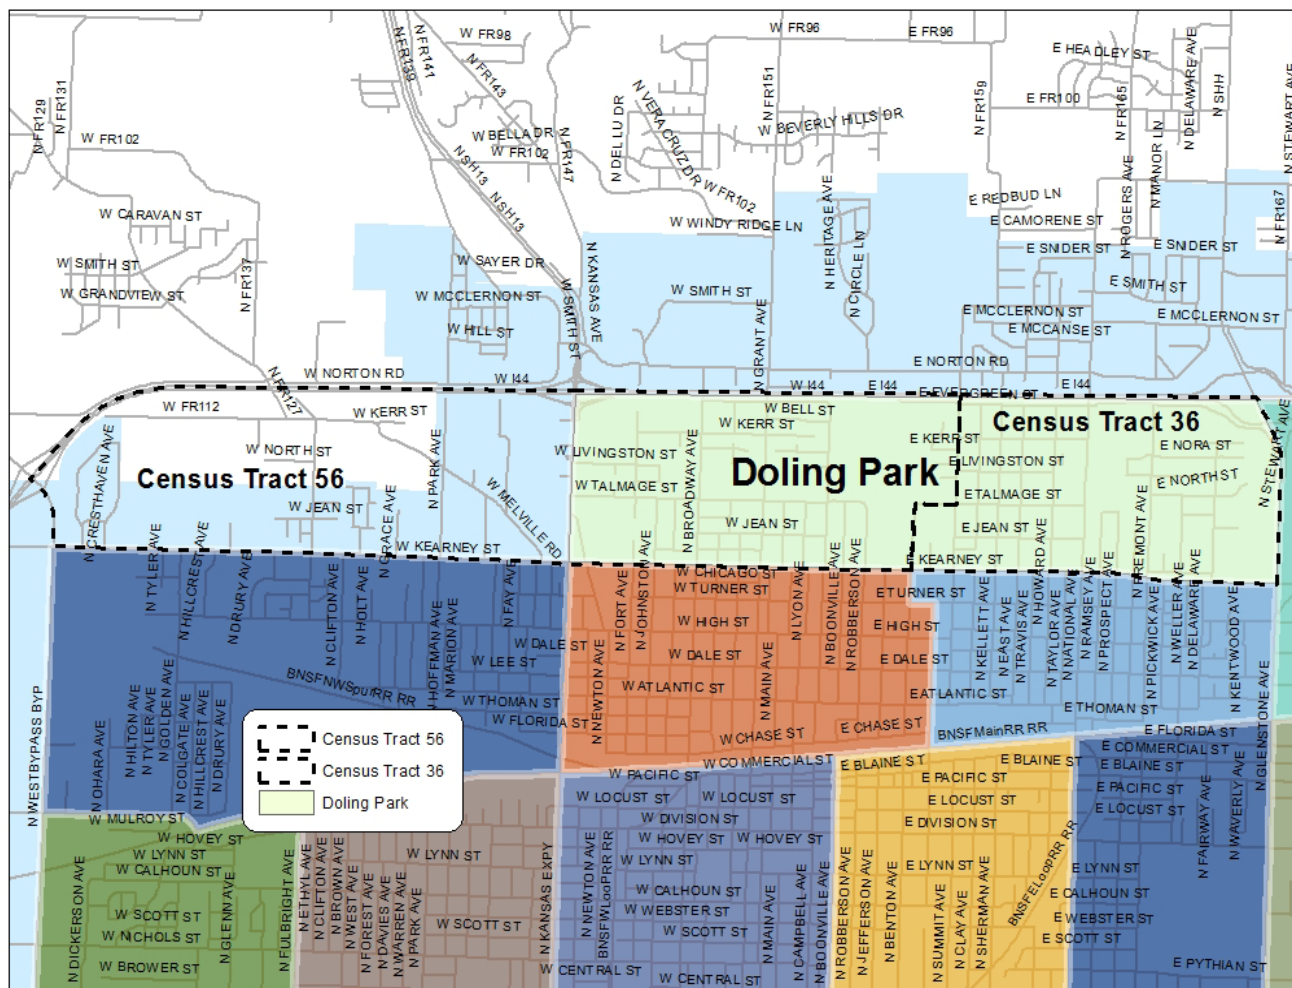 W FR98
W FR96
E FR96
E HEADLEY ST
N FR141
N FR139
N FR143
N FR131
N FR129
W FR102
W BELLA DR
W FR102
N FR147
N DELLU DR
N VERA CRUZ DR
W FR102
N FR151
W BEVERLY HILLS DR
N FR159
E FR100
N FR165
N MANOR LN
N DELAWARE AVE
N SHH
N STEWART AVE
N SH13
N SH13
W CARAVAN ST
W SMITH ST
W GRANDVIEW ST
N FR137
W SAYER DR
W MCCLERNON ST
W HILL ST
W SMITH ST
N KANSAS AVE
W WINDY RIDGE LN
W SMITH ST
N GRANT AVE
N HERITAGE AVE
N CIRCLE LN
E REDBUD LN
E CAMORENE ST
N ROGERS AVE
E SNIDER ST
E SNIDER ST
N FR167
E SMITH ST
E MCCLERNON ST
E MCCLERNON ST
E MCCANSE ST
E NORTON RD
W NORTON RD
N FR127
W I44
W I44
E I44
E EVERGREEN ST
E I44
W FR112
W KERR ST
W NORTH ST
Census Tract 56
N CRESTHAVEN AVE
W JEAN ST
N GRACE AVE
N PARK AVE
W MELVILLE RD
W KEARNEY ST
W BELL ST
W KERR ST
W LIVINGSTON ST
W TALMAGE ST
N BROADWAY AVE
W JEAN ST
Doling Park
Census Tract 36
E KERR ST
E LIVINGSTON ST
E TALMAGE ST
E JEAN ST
E KEARNEY ST
E NORA ST
E NORTH ST
N STEWART AVE
N TYLER AVE
N HILLCREST AVE
N DRURY AVE
N CLIFTON AVE
N HOLT AVE
N HOFFMAN AVE
N MARION AVE
N FAY AVE
W DALE ST
W LEE ST
W THOMAN ST
W FLORIDA ST
BNSFNWSpurRR RR
N WESTBYPASS BYP
N OHARA AVE
N HILTON AVE
N TYLER AVE
N GOLDEN AVE
N COLGATE AVE
N HILLCREST AVE
N DRURY AVE
W CHICAGO ST
W TURNER ST
N FORT AVE
N JOHNSTON AVE
W HIGH ST
W DALE ST
W ATLANTIC ST
N NEWTON AVE
N MAIN AVE
N LYON AVE
N BOONVILLE AVE
N ROBBERSON AVE
W CHASE ST
E CHASE ST
E TURNER ST
E HIGH ST
E DALE ST
E ATLANTIC ST
N KELLETT AVE
N EAST AVE
N TRAVIS AVE
N HOWARD AVE
N TAYLOR AVE
N NATIONAL AVE
N RAMSEY AVE
N PROSPECT AVE
N FREMONT AVE
N PICKWICK AVE
N WELLER AVE
N DELAWARE AVE
N KENTWOOD AVE
N GLENSTONE AVE
E THOMAN ST
BNSFMainRR RR
E FLORIDA ST
Census Tract 56
Census Tract 36
Doling Park
W COMMERCIAL ST
W PACIFIC ST
E BLAINE ST
E BLAINE ST
E COMMERCIAL ST
E BLAINE ST
W LOCUST ST
W LOCUST ST
W DIVISION ST
W HOVEY ST
W HOVEY ST
W LYNN ST
W CALHOUN ST
W WEBSTER ST
W SCOTT ST
W CENTRAL ST
W CENTRAL ST
N NEWTON AVE
BNSFWLooPRR RR
N MAIN AVE
N CAMPBELL AVE
N BOONVILLE AVE
E PACIFIC ST
E LOCUST ST
E DIVISION ST
E LYNN ST
N ROBBERSON AVE
N JEFFERSON AVE
N BENTON AVE
N SUMMIT AVE
N CLAY AVE
N SHERMAN AVE
BNSFELoopRR RR
E PACIFIC ST
E LOCUST ST
E LYNN ST
E CALHOUN ST
E WEBSTER ST
E SCOTT ST
E PYTHIAN ST
N FAIRWAY AVE
N WAVERLY AVE
W MULROY ST
W HOVEY ST
W LYNN ST
W CALHOUN ST
W SCOTT ST
W NICHOLS ST
W BROWER ST
N DICKERSON AVE
N GLENN AVE
N FULBRIGHT AVE
N ETHYL AVE
N CLIFTON AVE
N BROWN AVE
N WEST AVE
N FOREST AVE
N DAVIES AVE
N WARREN AVE
N PARK AVE
W LYNN ST
W SCOTT ST
N KANSAS EXPY